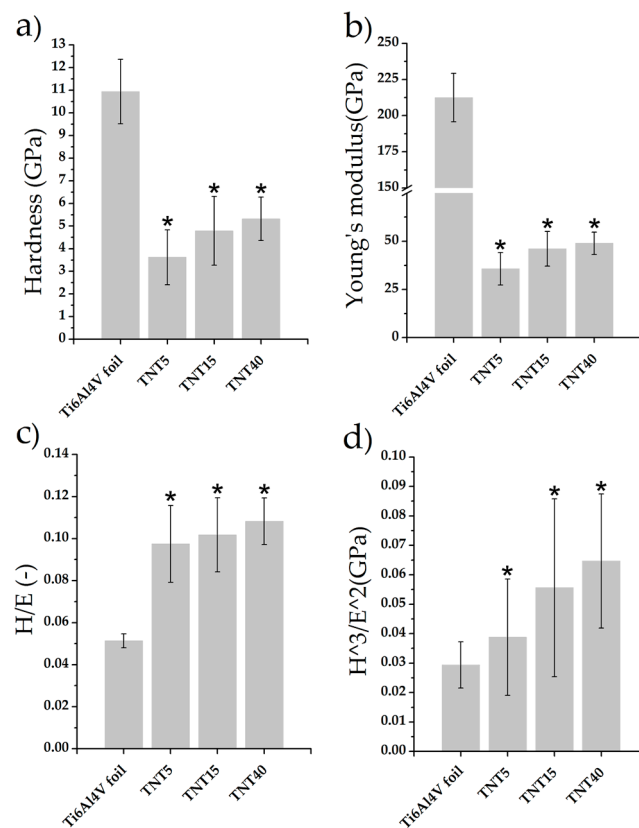 a)
Hardness (GPa)
13
12
11
10
9
8
7
6
5
4
3
2
1
0
*
*
*
Ti6Al4V foil
TNT5
TNT15
TNT40
b)
Young's modulus(GPa)
250
225
200
175
150
75
50
25
0
*
*
*
Ti6Al4V foil
TNT5
TNT15
TNT40
c)
H/E (-)
0.14
0.12
0.10
0.08
0.06
0.04
0.02
0.00
*
*
*
Ti6Al4V foil
TNT5
TNT15
TNT40
d)
H^3/E^2(GPa)
0.10
0.09
0.08
0.07
0.06
0.05
0.04
0.03
0.02
0.01
0.00
*
*
*
Ti6Al4V foil
TNT5
TNT15
TNT40